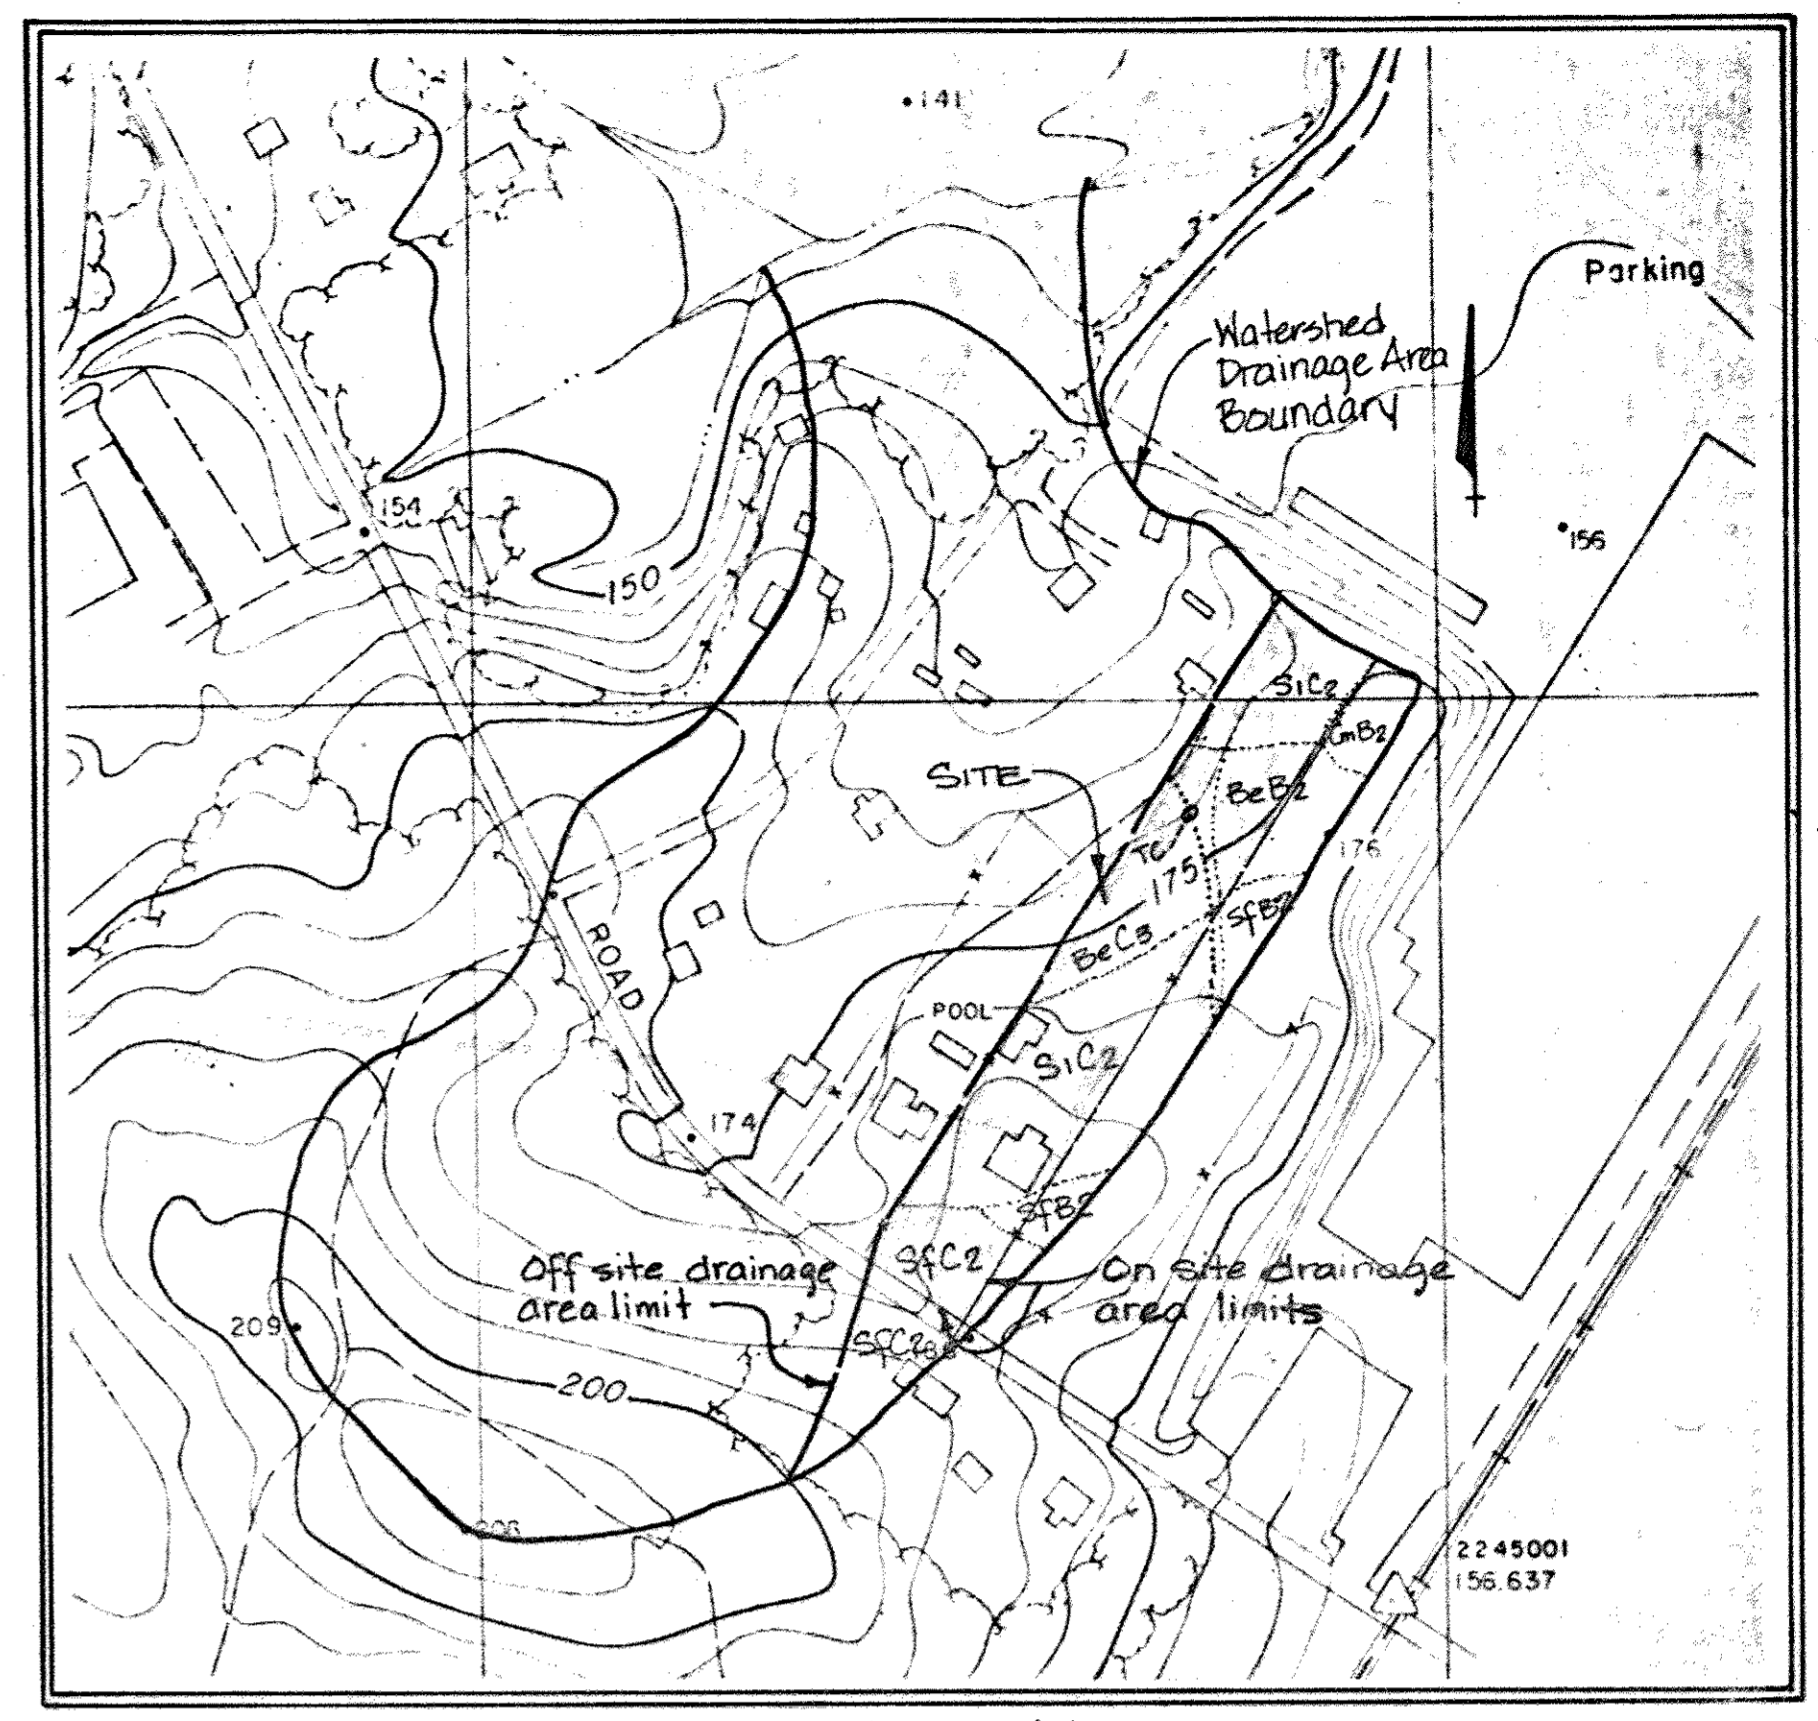 141
Parking
Watershed
Drainage Area
Boundary
154
156
150
SiC2
GmB2
SITE
BeB2
Tc
176
175
SfB2
BeC3
ROAD
POOL
SiC2
174
SfB2
SfC2
Off site drainage
area limit
On site drainage
area limits
209
SfC2
200
2245001
156.637